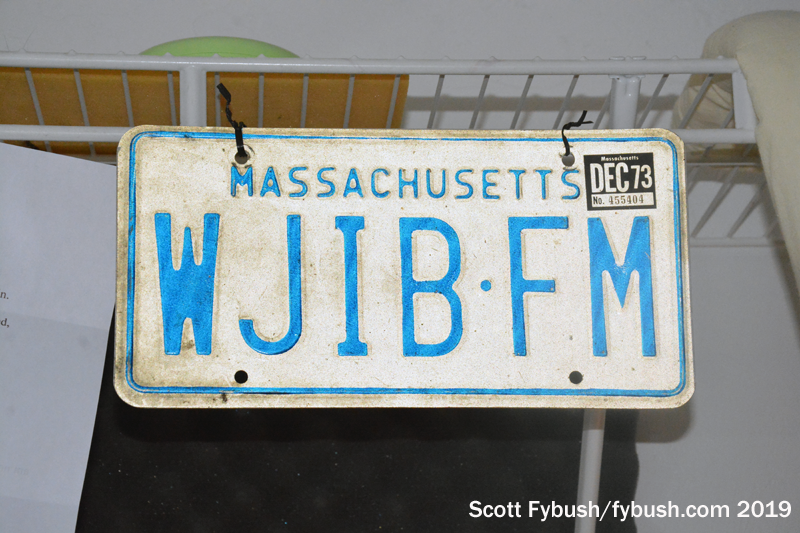 n.
d,
Massachusetts
DEC73
No. 455404
MASSACHUSETTS
WJIB·FM
Scott Fybush/fybush.com 2019